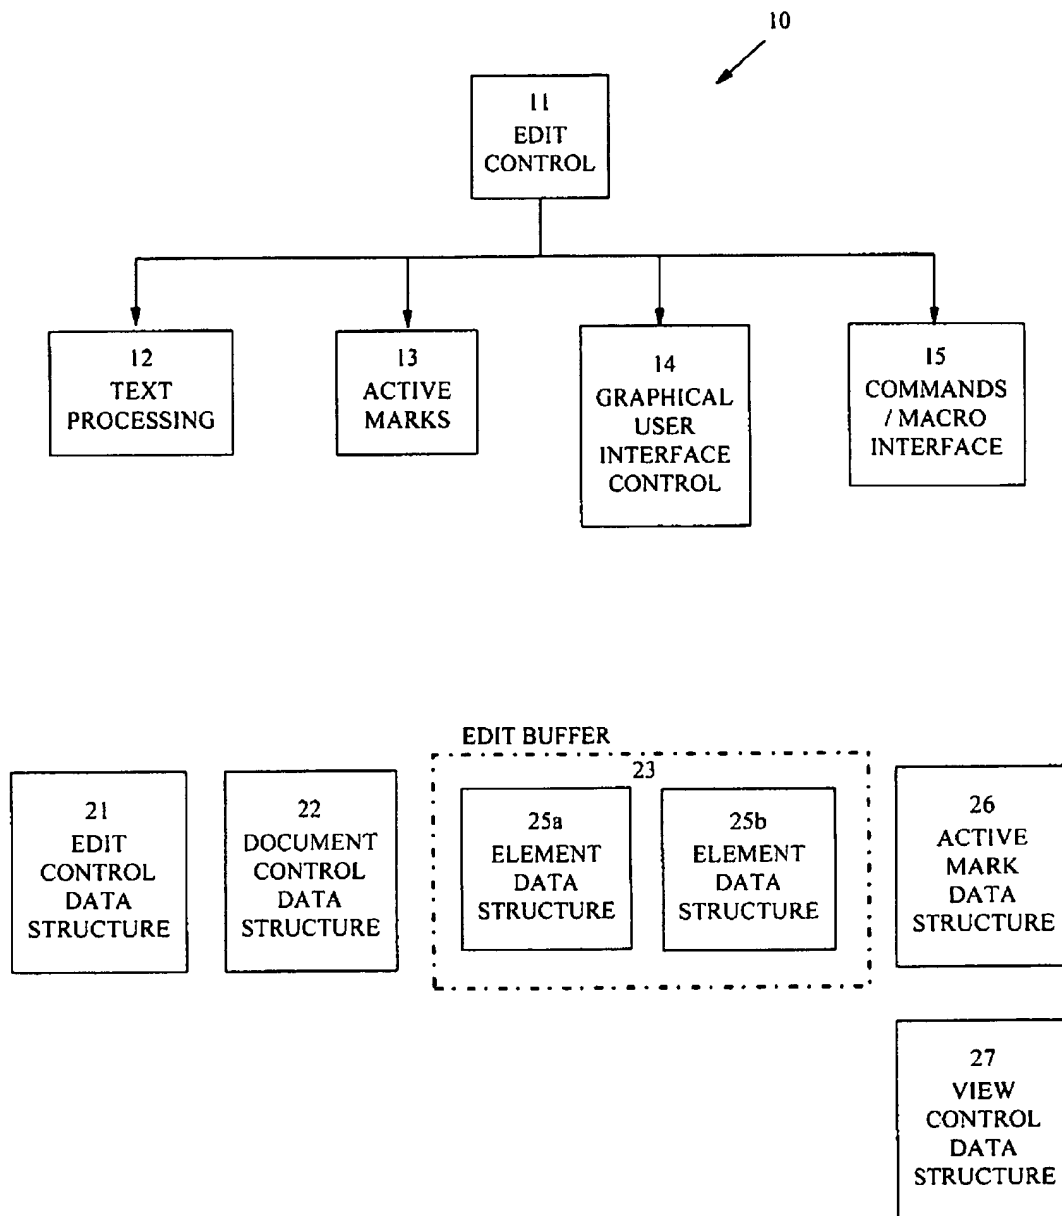 10
11
EDIT
CONTROL
12
TEXT
PROCESSING
13
ACTIVE
MARKS
14
GRAPHICAL
USER
INTERFACE
CONTROL
15
COMMANDS
/ MACRO
INTERFACE
EDIT BUFFER
23
21
EDIT
CONTROL
DATA
STRUCTURE
22
DOCUMENT
CONTROL
DATA
STRUCTURE
25a
ELEMENT
DATA
STRUCTURE
25b
ELEMENT
DATA
STRUCTURE
26
ACTIVE
MARK
DATA
STRUCTURE
27
VIEW
CONTROL
DATA
STRUCTURE